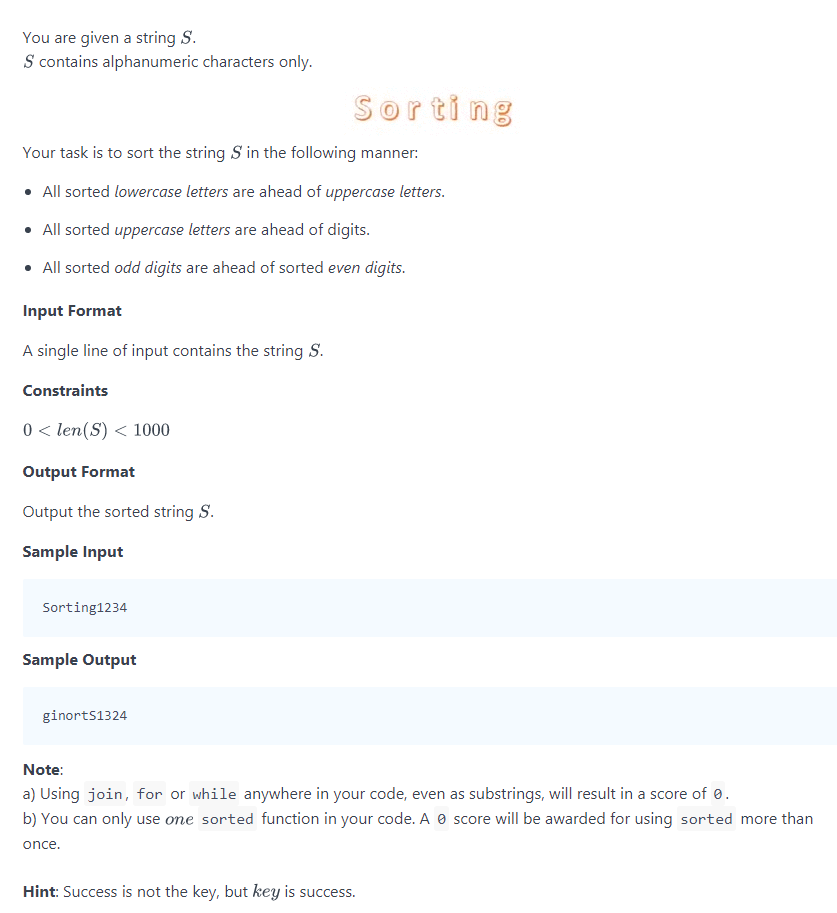 You are given a string S.
S contains alphanumeric characters only.
Sorting
Your task is to sort the string S in the following manner:
• All sorted lowercase letters are ahead of uppercase letters.
• All sorted uppercase letters are ahead of digits.
• All sorted odd digits are ahead of sorted even digits.
Input Format
A single line of input contains the string S.
Constraints
0 < len(S) < 1000
Output Format
Output the sorted string S.
Sample Input
Sorting1234
Sample Output
ginortS1324
Note:
a) Using join, for or while anywhere in your code, even as substrings, will result in a score of 0.
b) You can only use one sorted function in your code. A 0 score will be awarded for using sorted more than
once.
Hint: Success is not the key, but key is success.